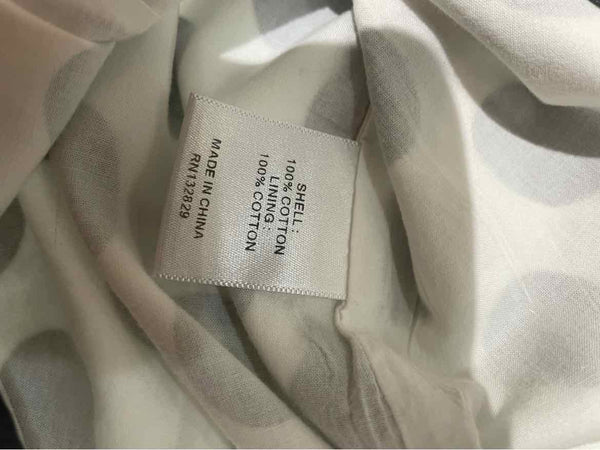 SHELL :
100% COTTON
LINING :
100% COTTON
MADE IN CHINA
RN132829